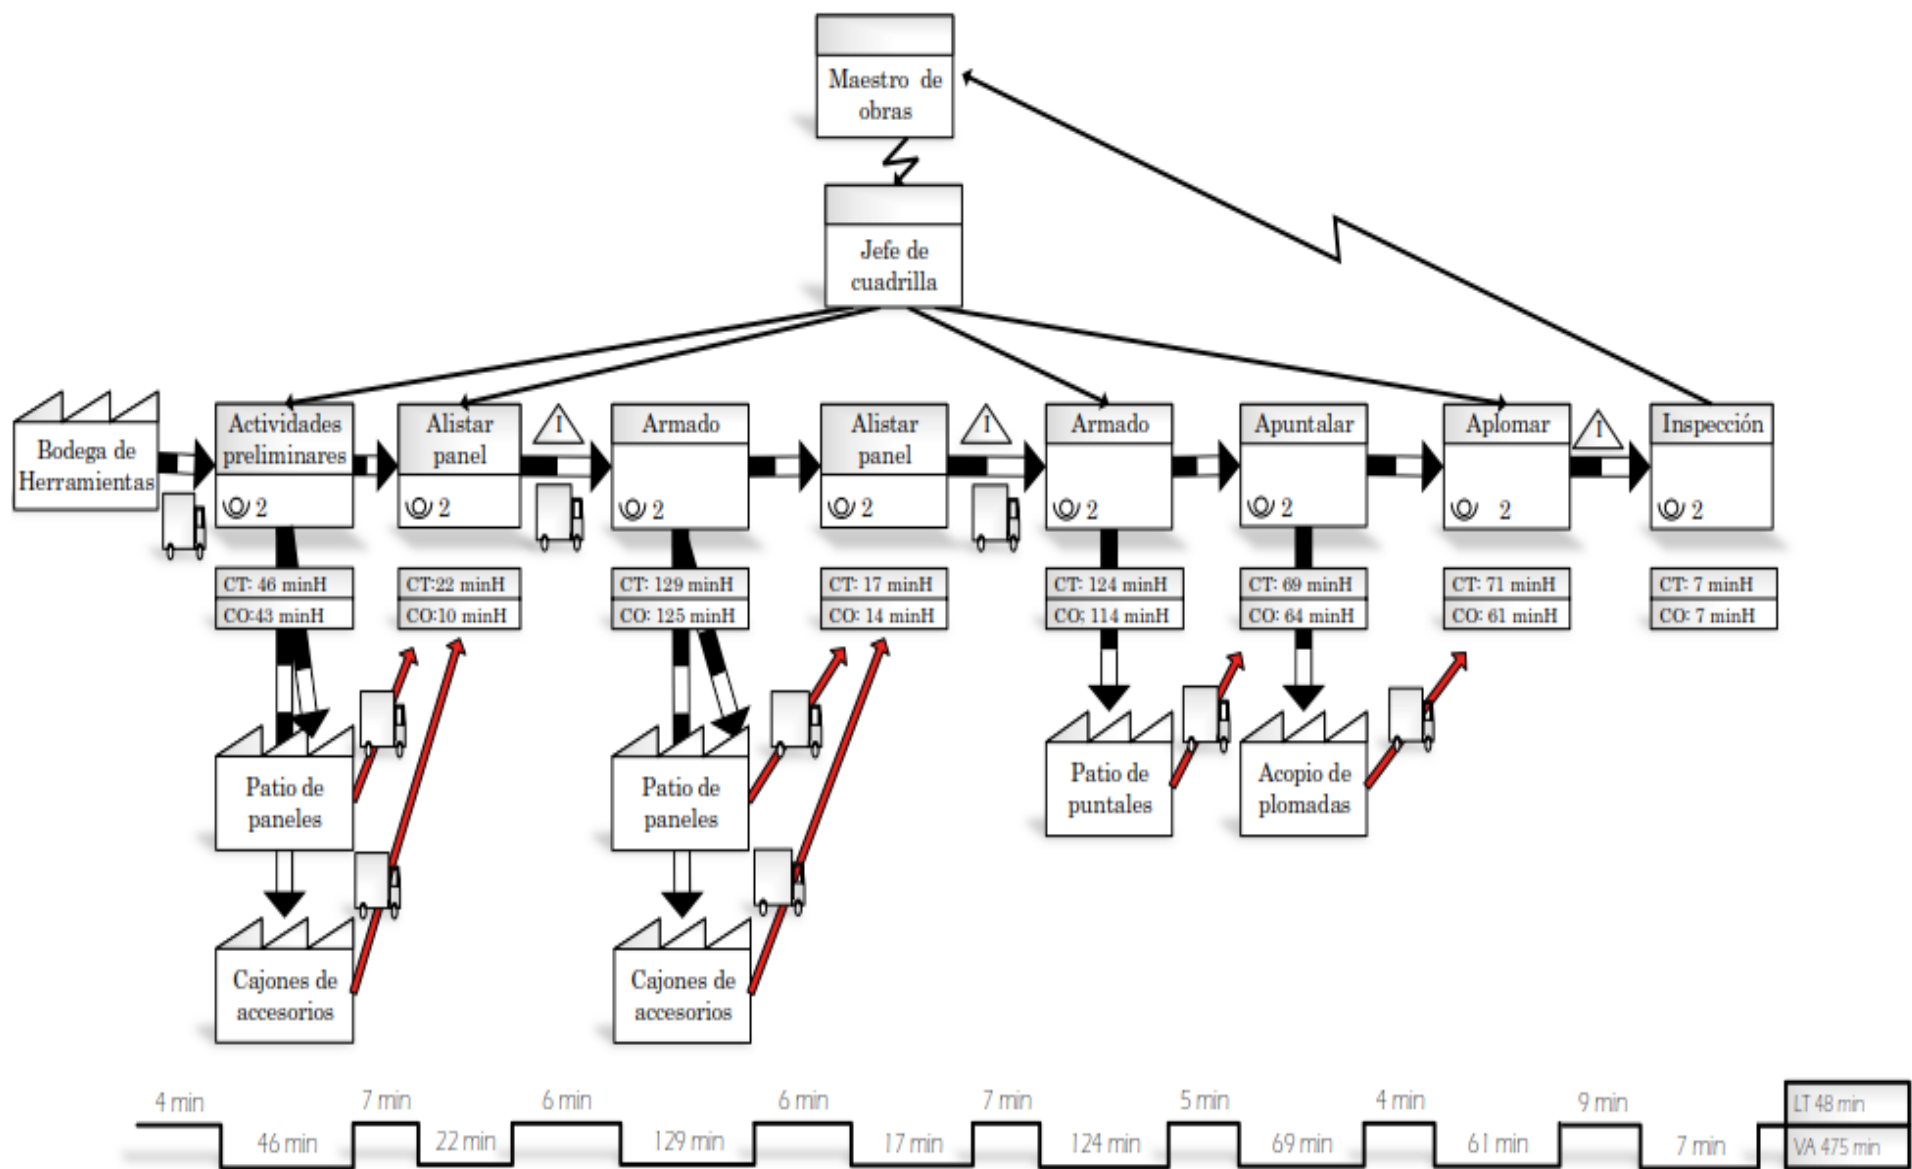 Maestro de
obras
Jefe de
cuadrilla
Bodega de
Herramientas
Actividades
preliminares
2
Alistar
panel
2
I
Armado
2
Alistar
panel
2
I
Armado
2
Apuntalar
2
Aplomar
2
I
Inspección
2
CT: 46 minH
CO:43 minH
CT:22 minH
CO:10 minH
CT: 129 minH
CO: 125 minH
CT: 17 minH
CO: 14 minH
CT: 124 minH
CO; 114 minH
CT: 69 minH
CO: 64 minH
CT: 71 minH
CO: 61 minH
CT: 7 minH
CO: 7 minH
Patio de
paneles
Patio de
paneles
Patio de
puntales
Acopio de
plomadas
Cajones de
accesorios
Cajones de
accesorios
4 min
7 min
6 min
6 min
7 min
5 min
4 min
9 min
LT 48 min
46 min
22 min
129 min
17 min
124 min
69 min
61 min
7 min
VA 475 min